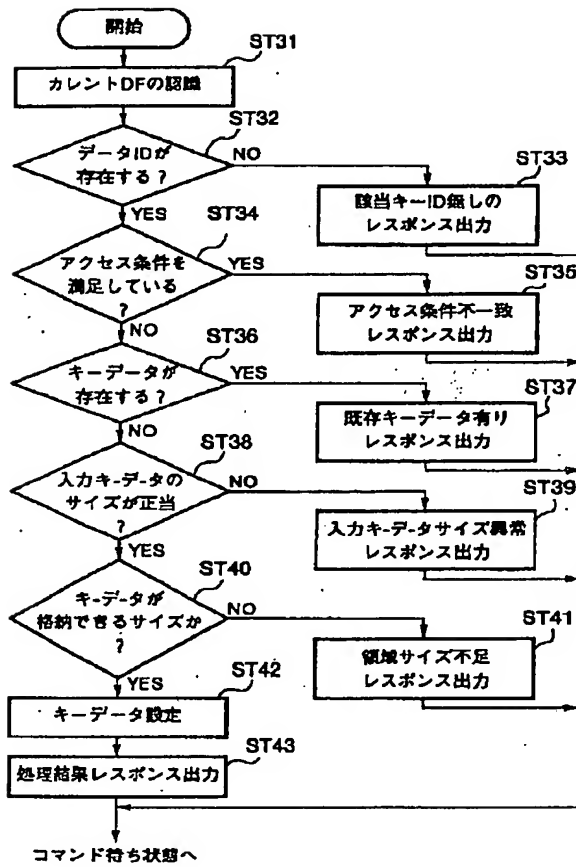 開始
ST31
カレントDFの認識
ST32
データIDが
存在する？
NO
YES
ST33
該当キーID無しの
レスポンス出力
ST34
アクセス条件を
満足している
？
YES
NO
ST35
アクセス条件不一致
レスポンス出力
ST36
キーデータが
存在する？
YES
NO
ST37
既存キーデータ有り
レスポンス出力
ST38
入力キ-データの
サイズが正当
？
NO
YES
ST39
入力キ-データサイズ異常
レスポンス出力
ST40
キ-データが
格納できるサイズか
？
NO
YES
ST41
領域サイズ不足
レスポンス出力
ST42
キーデータ設定
ST43
処理結果レスポンス出力
コマンド待ち状態へ